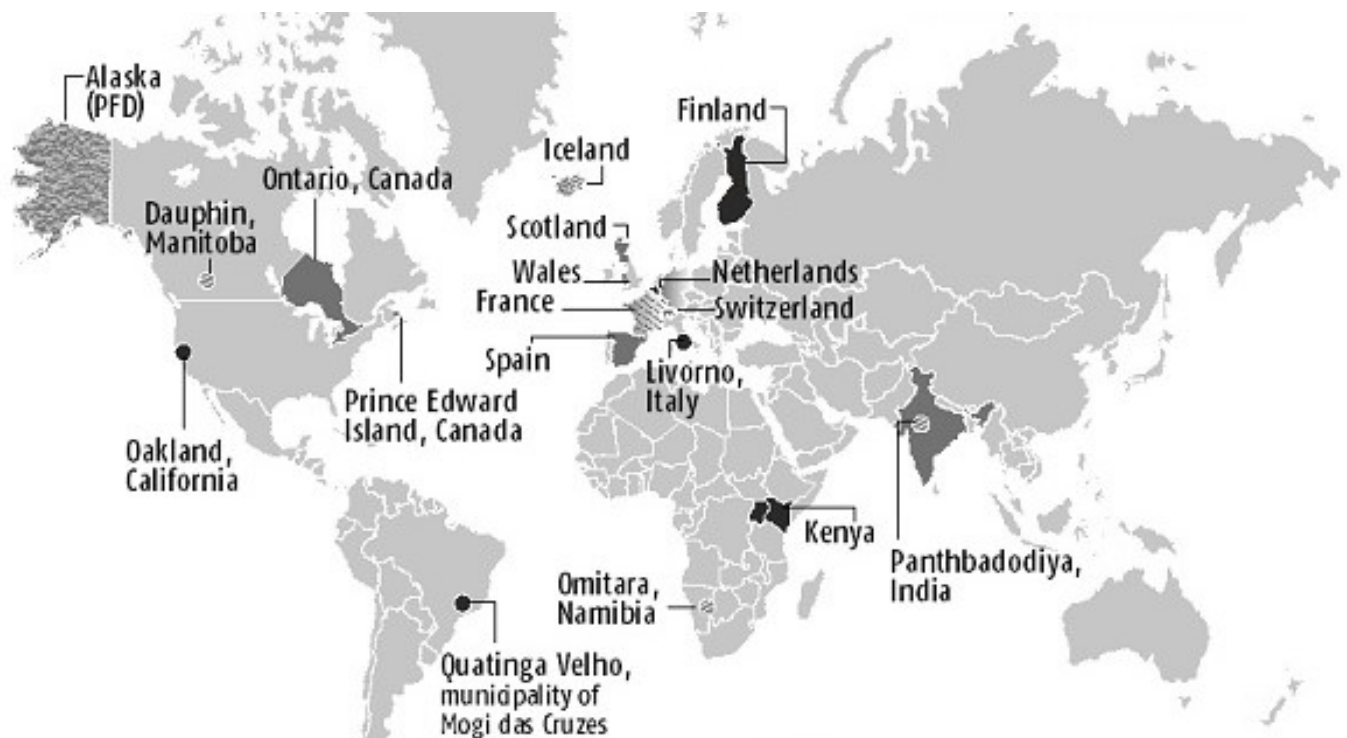 Alaska
(PFD)
Finland
Iceland
Ontario, Canada
Dauphin,
Manitoba
Scotland
Wales
Netherlands
France
Switzerland
Spain
Livorno,
Italy
Prince Edward
Island, Canada
Oakland,
California
Kenya
Panthbadodiya,
India
Omitara,
Namibia
Quatinga Velho,
municipality of
Mogi das Cruzes